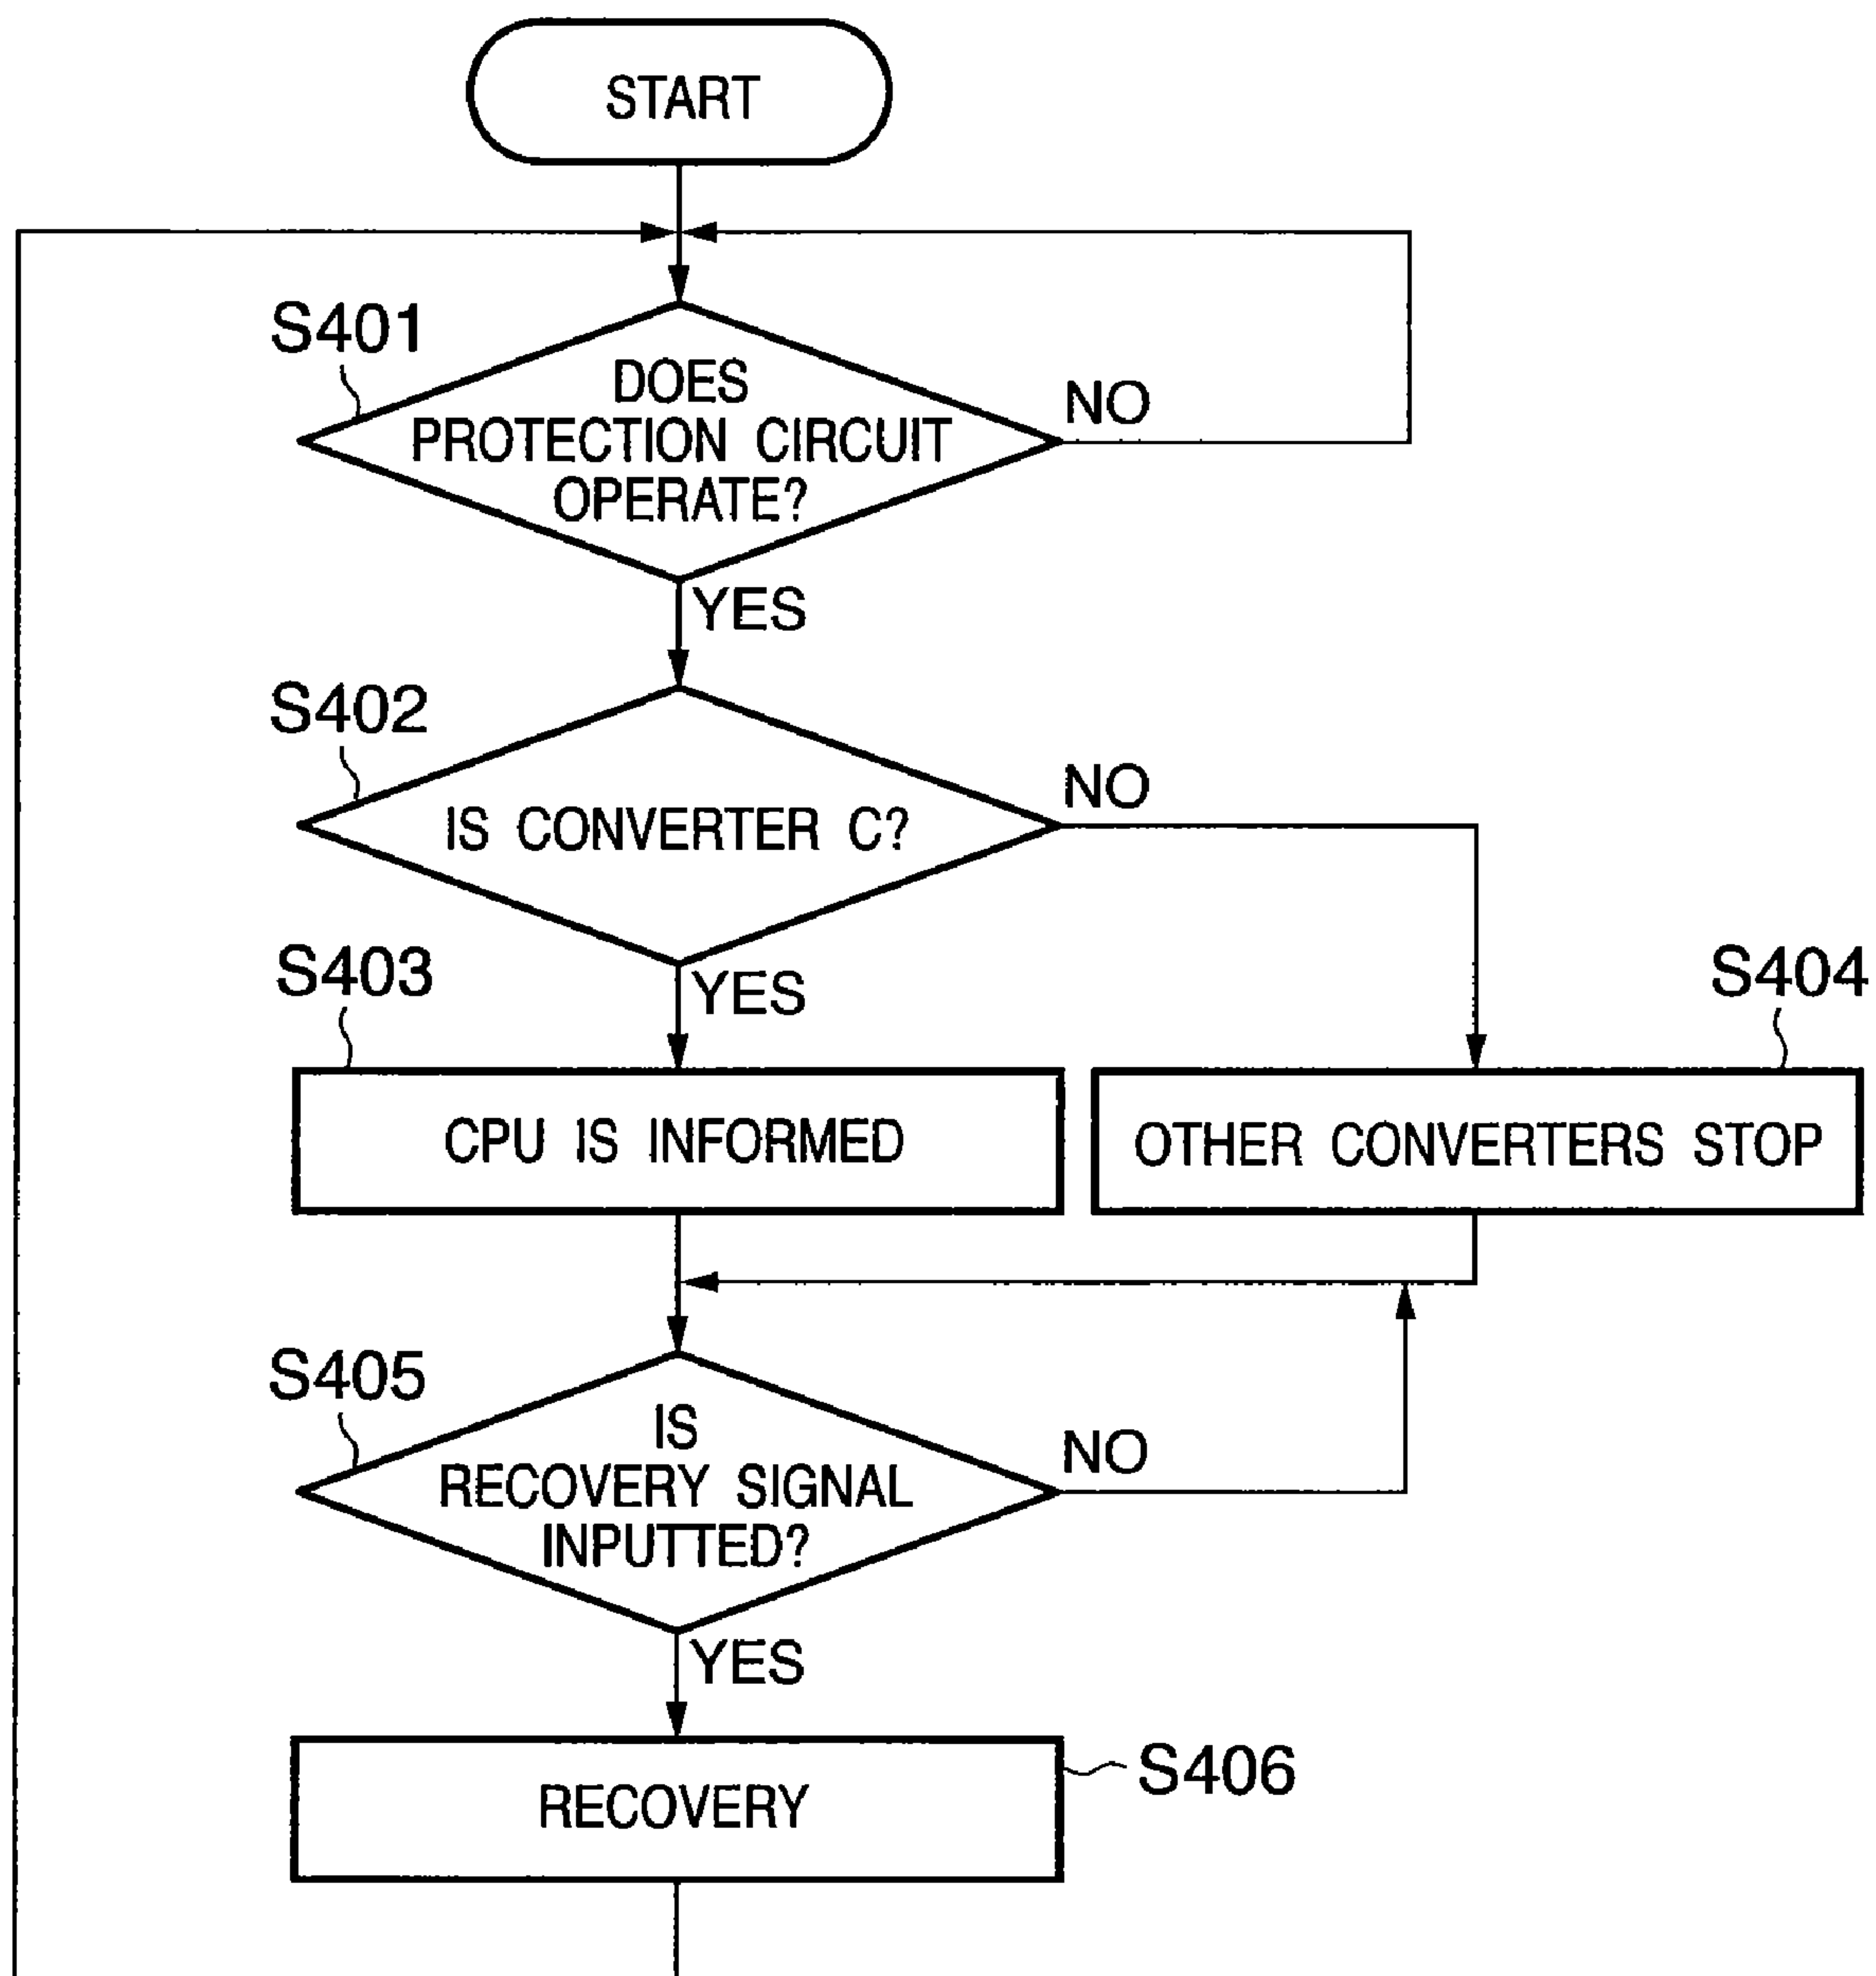 START
S401
DOES
PROTECTION CIRCUIT
OPERATE?
NO
YES
S402
IS CONVERTER C?
NO
YES
S403
S404
CPU IS INFORMED
OTHER CONVERTERS STOP
S405
IS
RECOVERY SIGNAL
INPUTTED?
NO
YES
RECOVERY
S406